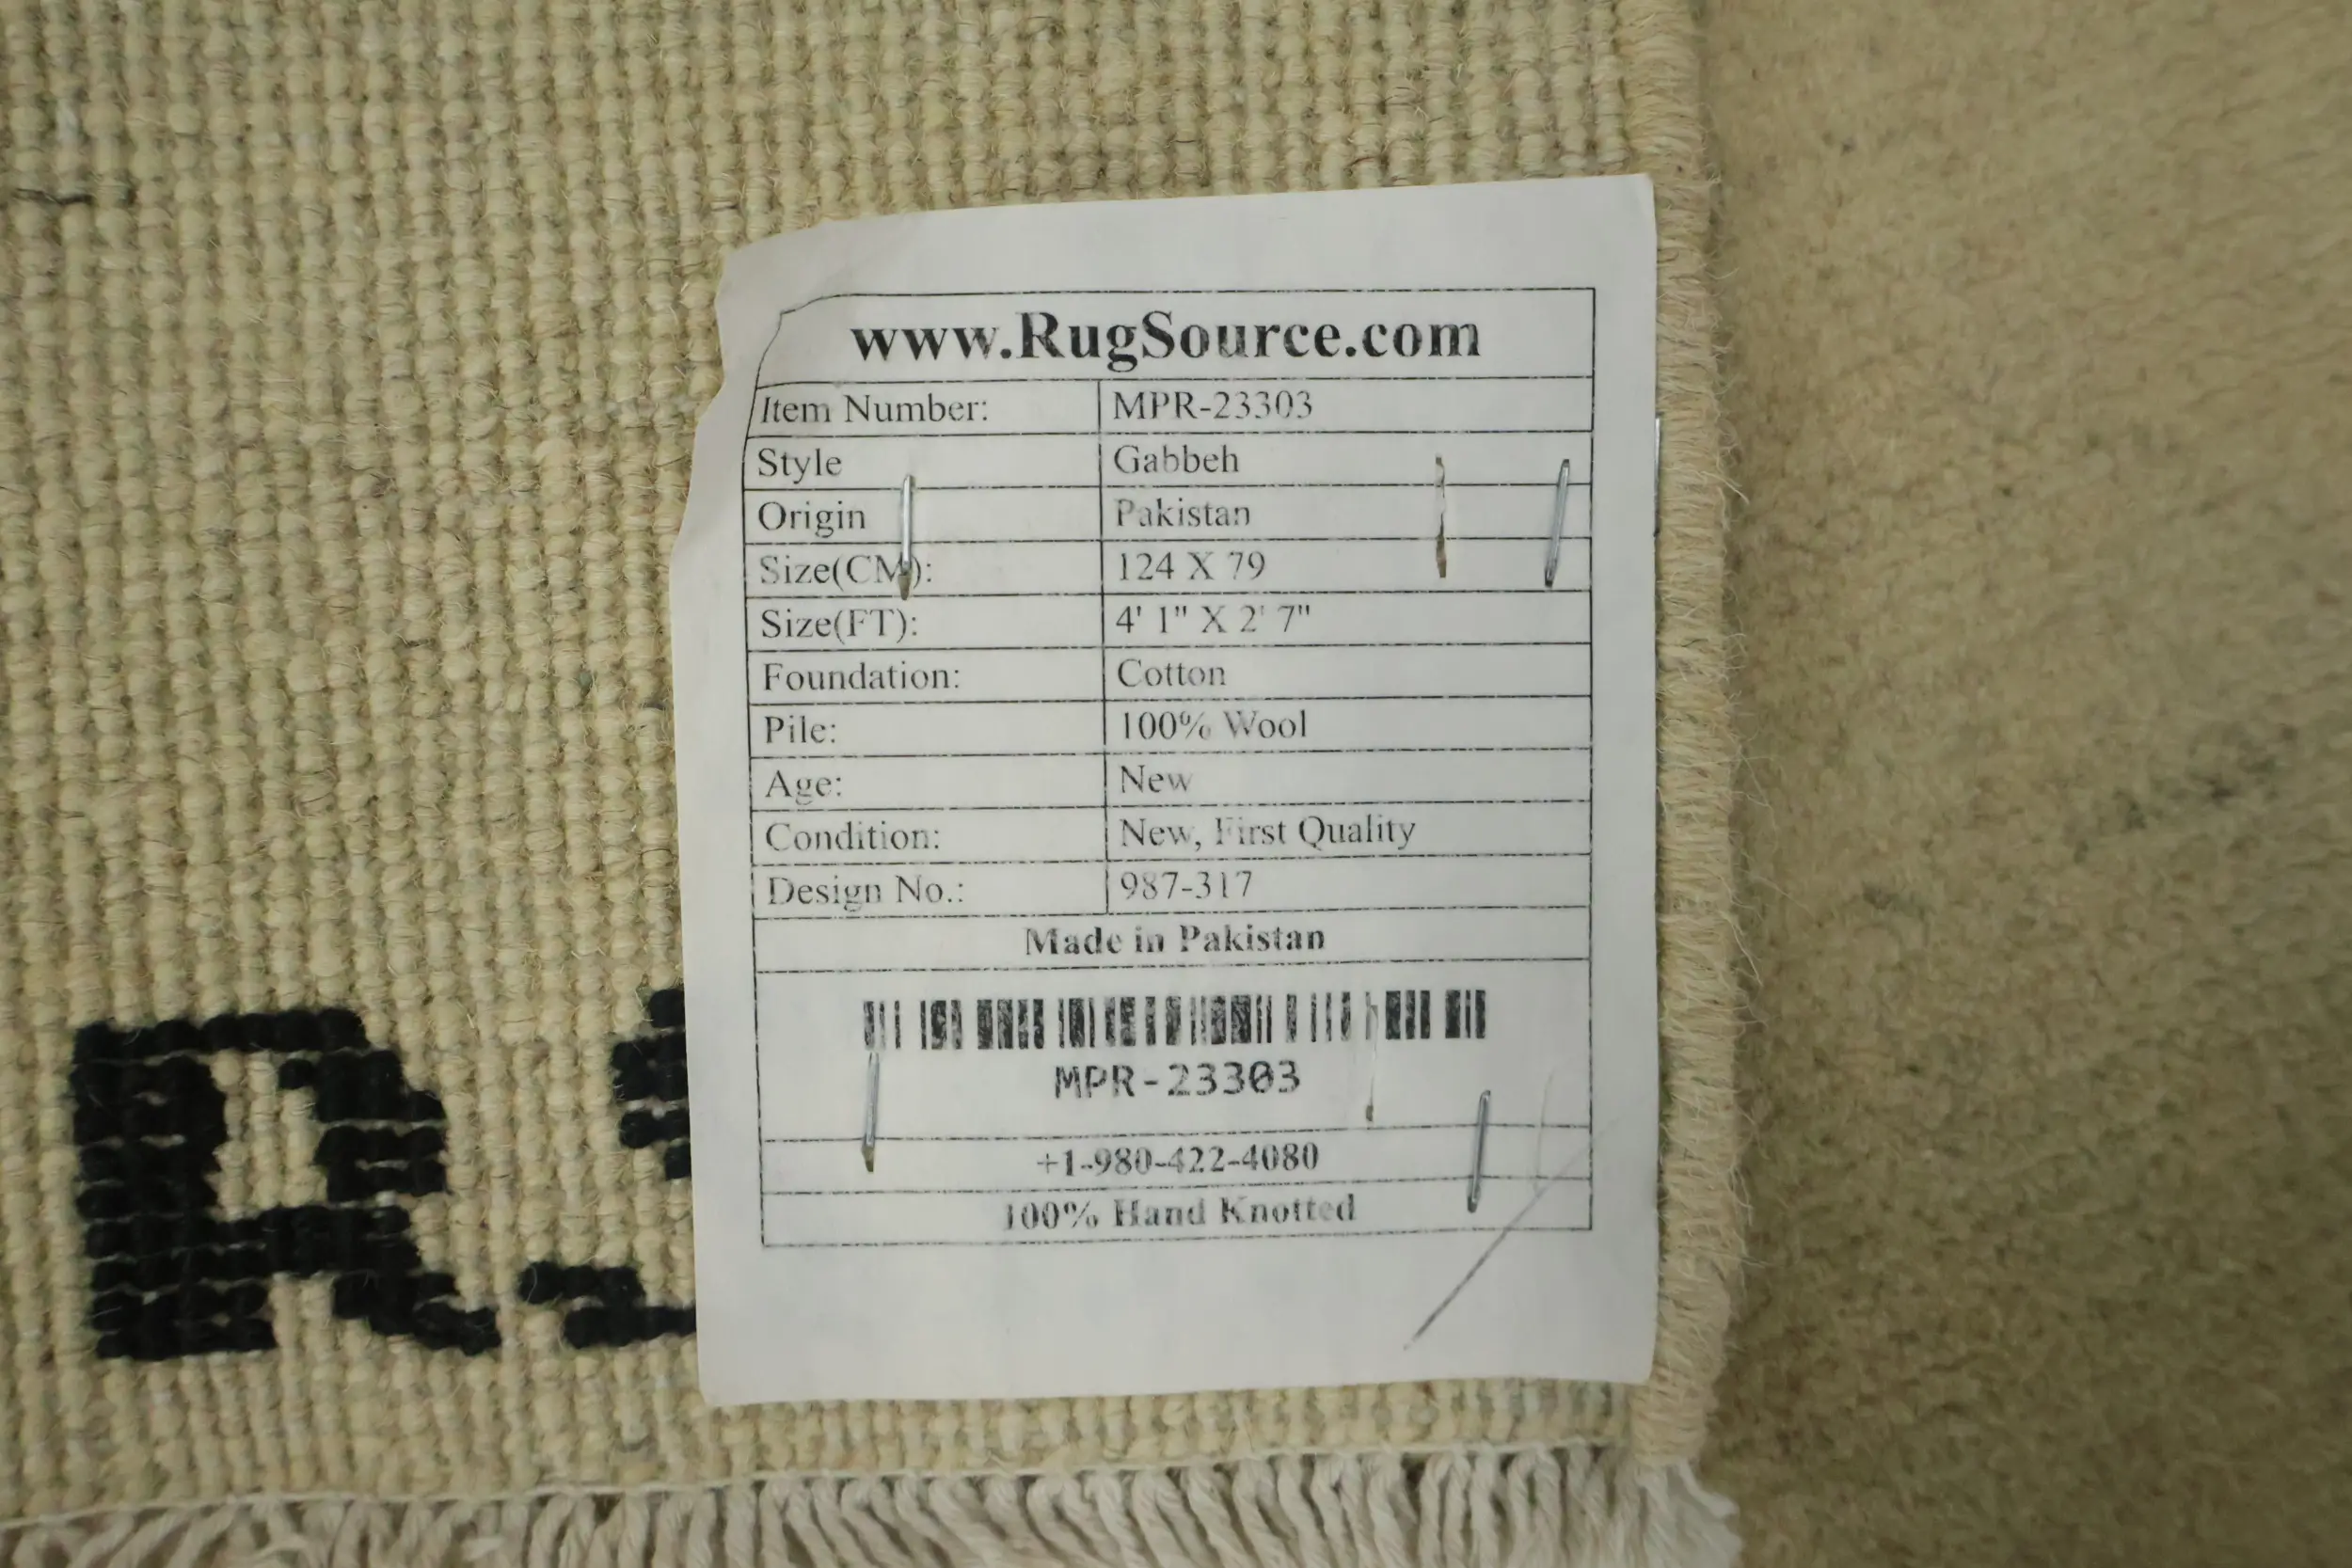 www.RugSource.com
Item Number: MPR-23303
Style Gabbeh
Origin Pakistan
Size(CM): 124 X 79
Size(FT): 4' 1" X 2' 7"
Foundation: Cotton
Pile: 100% Wool
Age: New
Condition: New, First Quality
Design No.: 987-317
Made in Pakistan
MPR-23303
+1-980-422-4080
100% Hand Knotted
R